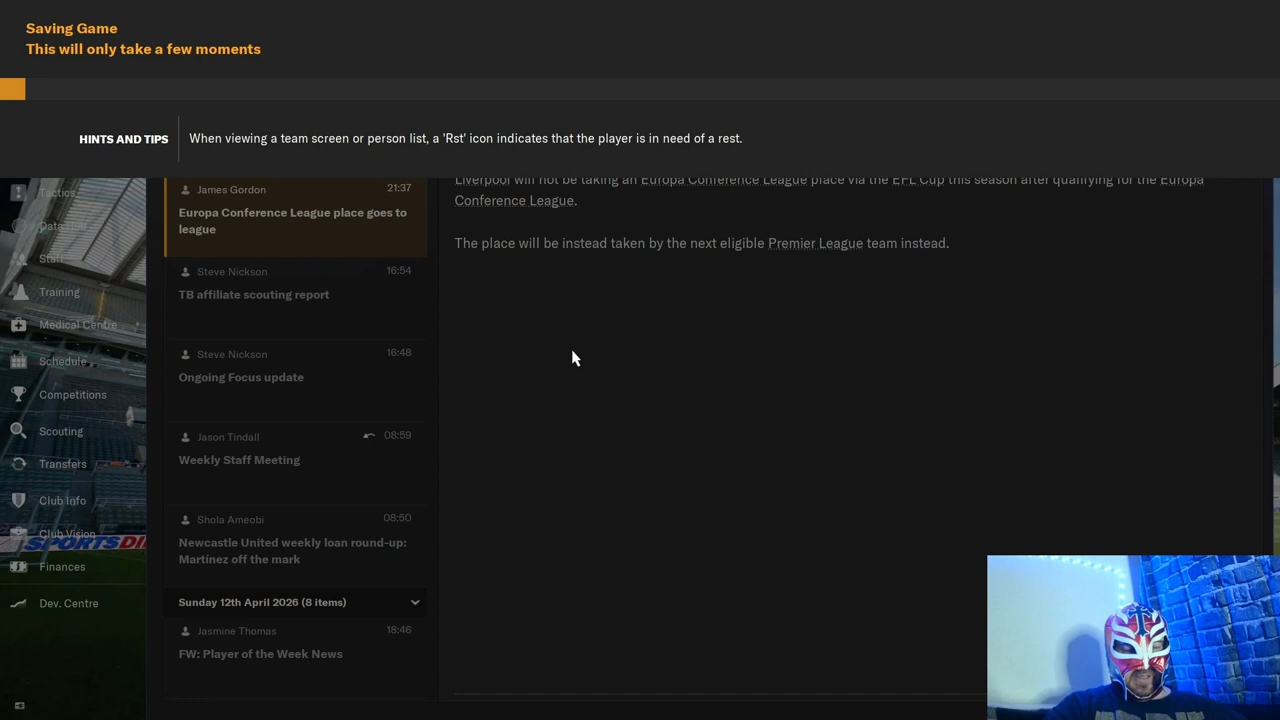 Saving Game
This will only take a few moments
HINTS AND TIPS
When viewing a team screen or person list, a 'Rst' icon indicates that the player is in need of a rest.
Tactics
Data Hub
Staff
Training
Medical Centre
Schedule
Competitions
Scouting
Transfers
Club Info
Club Vision
Finances
Dev. Centre
SPORTS DI
James Gordon
21:37
Europa Conference League place goes to
league
Steve Nickson
16:54
TB affiliate scouting report
Steve Nickson
16:48
Ongoing Focus update
Jason Tindall
08:59
Weekly Staff Meeting
Shola Ameobi
08:50
Newcastle United weekly loan round-up:
Martínez off the mark
Sunday 12th April 2026 (8 items)
Jasmine Thomas
18:46
FW: Player of the Week News
Liverpool will not be taking an Europa Conference League place via the EFL Cup this season after qualifying for the Europa
Conference League.
The place will be instead taken by the next eligible Premier League team instead.